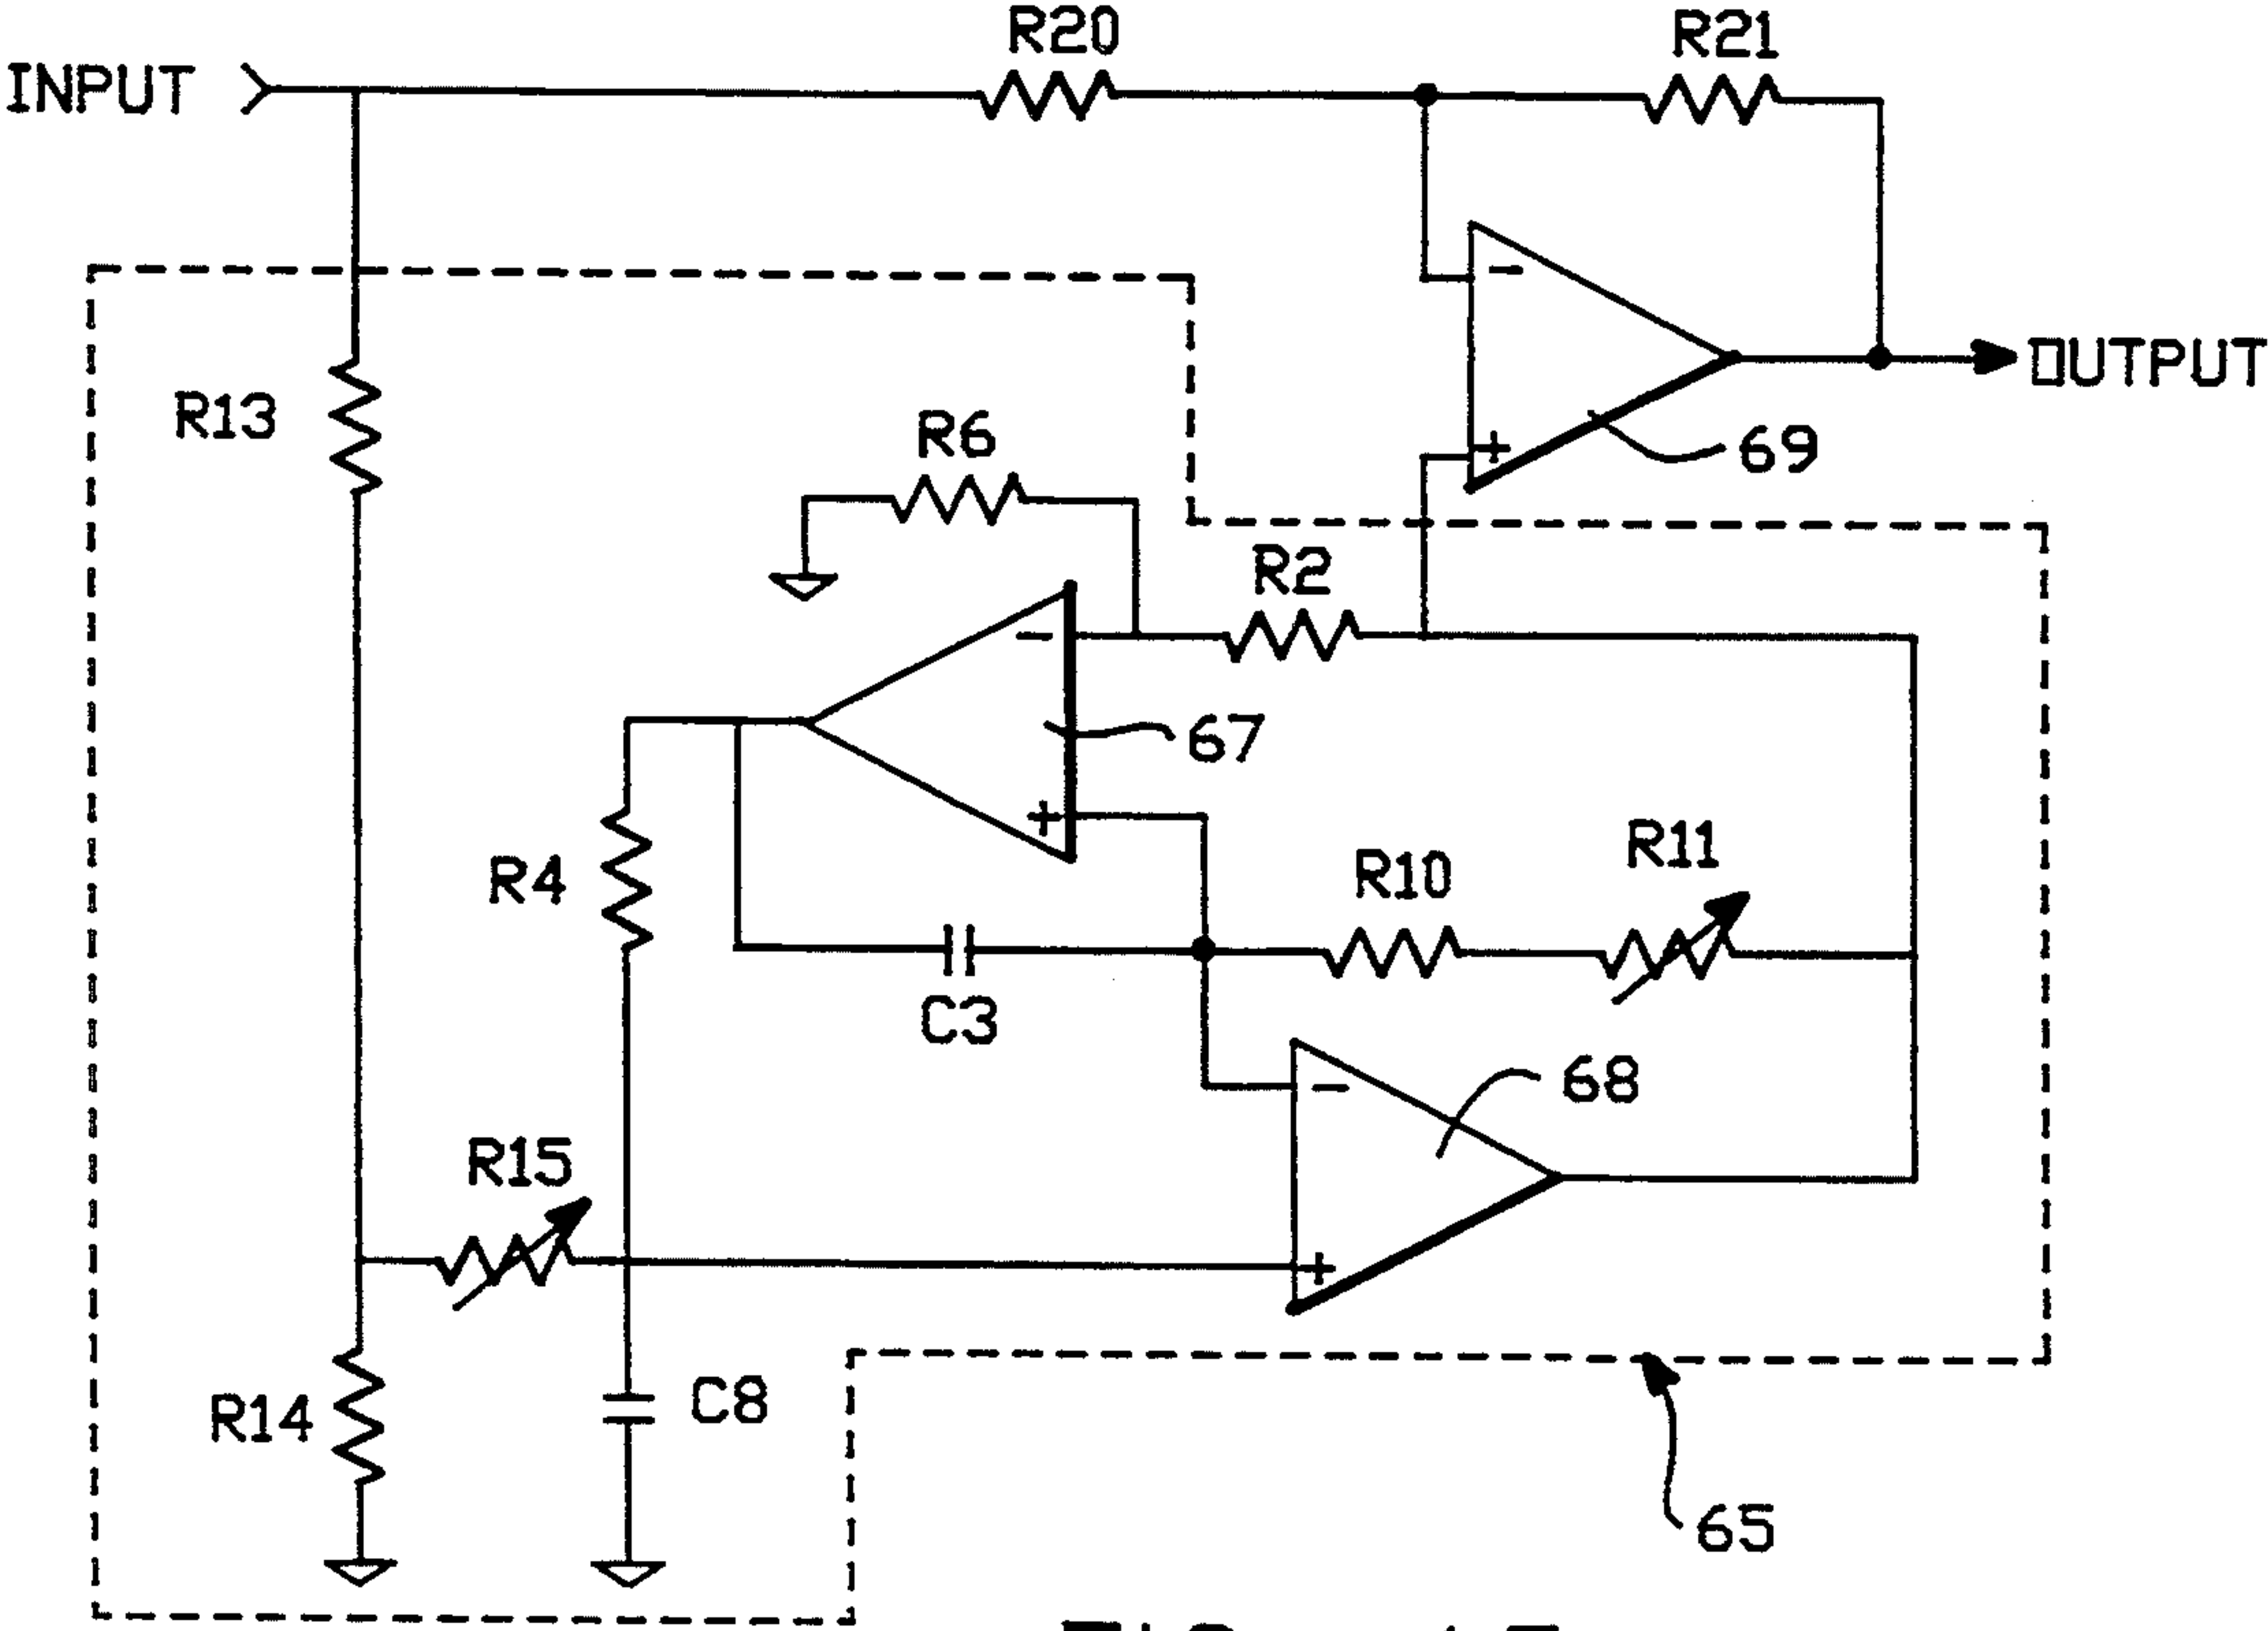 R20
R21
INPUT
OUTPUT
R13
R6
-
+
69
R2
-
67
+
R4
R10
R11
C3
-
68
R15
+
R14
C8
65